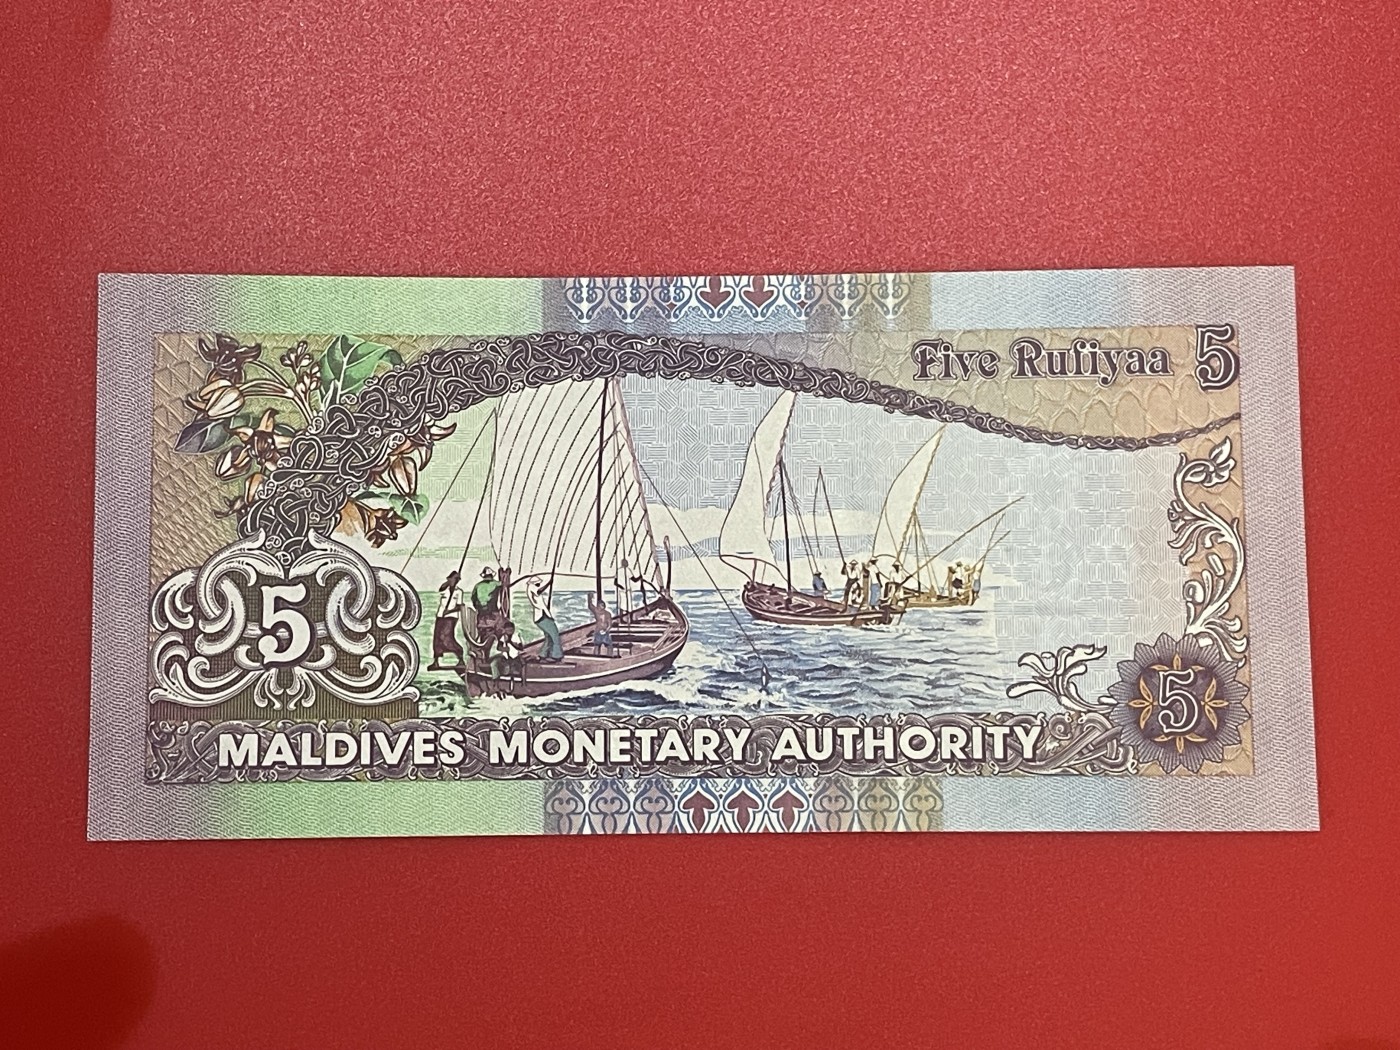 Five Rufiyaa 5
5
5
MALDIVES MONETARY AUTHORITY